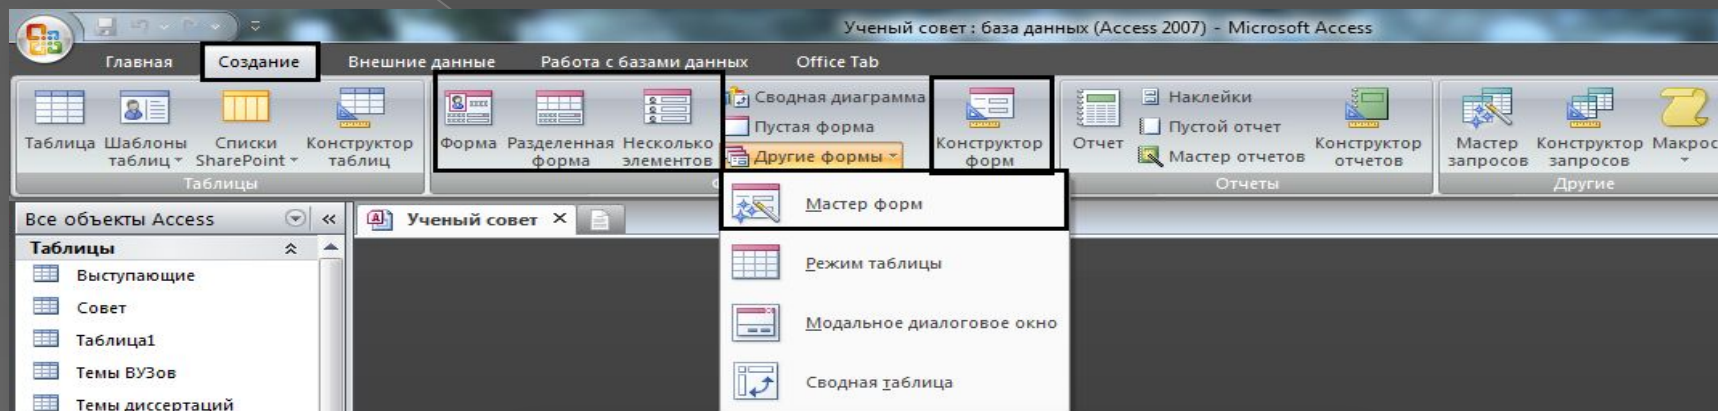 Ученый совет : база данных (Access 2007) - Microsoft Access
Главная Создание Внешние данные Работа с базами данных Office Tab
Таблица
Шаблоны
таблиц
Списки
SharePoint
Конструктор
таблиц
Таблицы
Форма
Разделенная
форма
Несколько
элементов
Сводная диаграмма
Пустая форма
Другие формы
Конструктор
форм
Отчет
Наклейки
Пустой отчет
Мастер отчетов
Конструктор
отчетов
Отчеты
Мастер
запросов
Конструктор
запросов
Макрос
Другие
Мастер форм
Режим таблицы
Модальное диалоговое окно
Сводная таблица
Все объекты Access
Ученый совет
Таблицы
Выступающие
Совет
Таблица1
Темы ВУЗов
Темы диссертаций